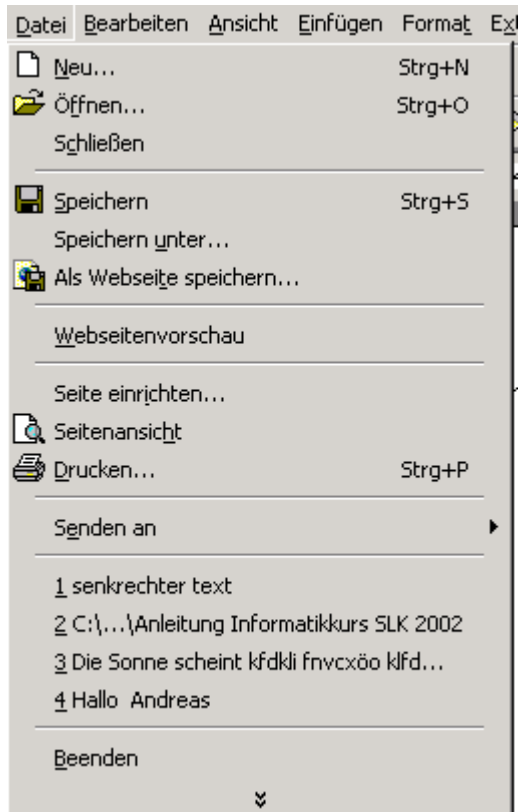 Datei Bearbeiten Ansicht Einfügen Format Ext
Neu... Strg+N
Öffnen... Strg+O
Schließen
Speichern Strg+S
Speichern unter...
Als Webseite speichern...
Webseitenvorschau
Seite einrichten...
Seitenansicht
Drucken... Strg+P
Senden an
1 senkrechter text
2 C:\...\Anleitung Informatikkurs SLK 2002
3 Die Sonne scheint kfdkli fnvcxöo klfd...
4 Hallo  Andreas
Beenden